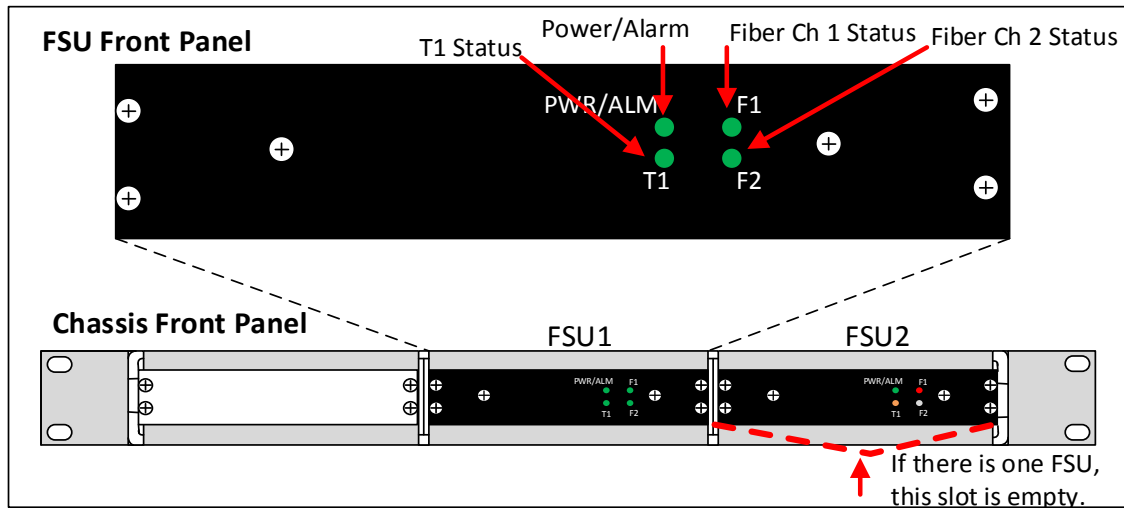 FSU Front Panel
T1 Status
Power/Alarm
Fiber Ch 1 Status
Fiber Ch 2 Status
PWR/ALM
F1
T1
F2
Chassis Front Panel
FSU1
FSU2
PWR/ALM
F1
T1
F2
PWR/ALM
F1
T1
F2
If there is one FSU,
this slot is empty.